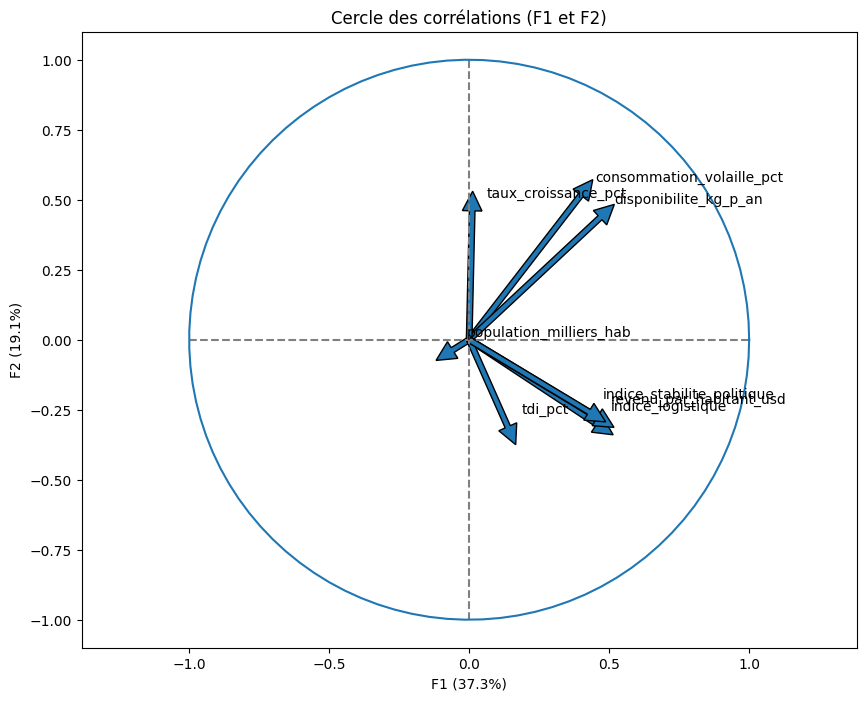 Cercle des corrélations (F1 et F2)
1.00
0.75
0.50
0.25
0.00
−0.25
−0.50
−0.75
−1.00
F2 (19.1%)
consommation_volaille_pct
taux_croissance_pct
disponibilite_kg_p_an
population_milliers_hab
indice_stabilite_politique
revenu_par_habitant_usd
indice_logistique
tdi_pct
−1.0
−0.5
0.0
0.5
1.0
F1 (37.3%)